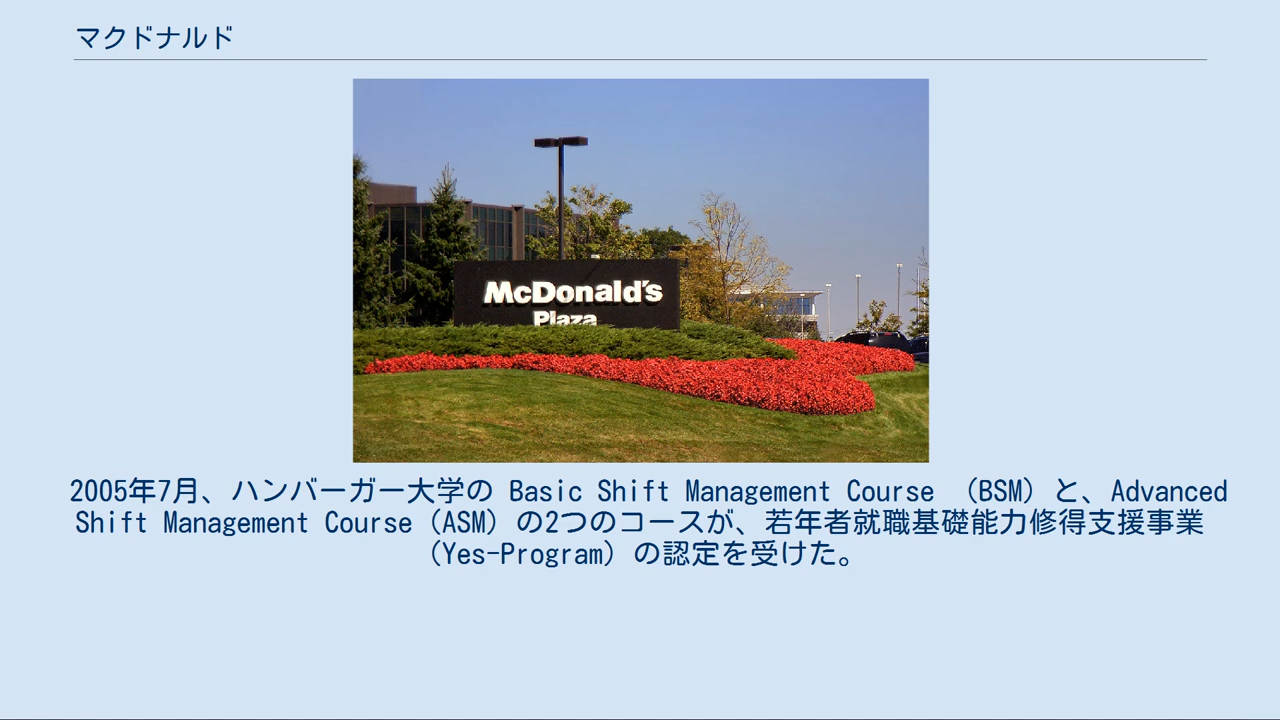 マクドナルド
McDonald's
Plaza
2005年7月、ハンバーガー大学の Basic Shift Management Course （BSM）と、Advanced
Shift Management Course（ASM）の2つのコースが、若年者就職基礎能力修得支援事業
（Yes-Program）の認定を受けた。